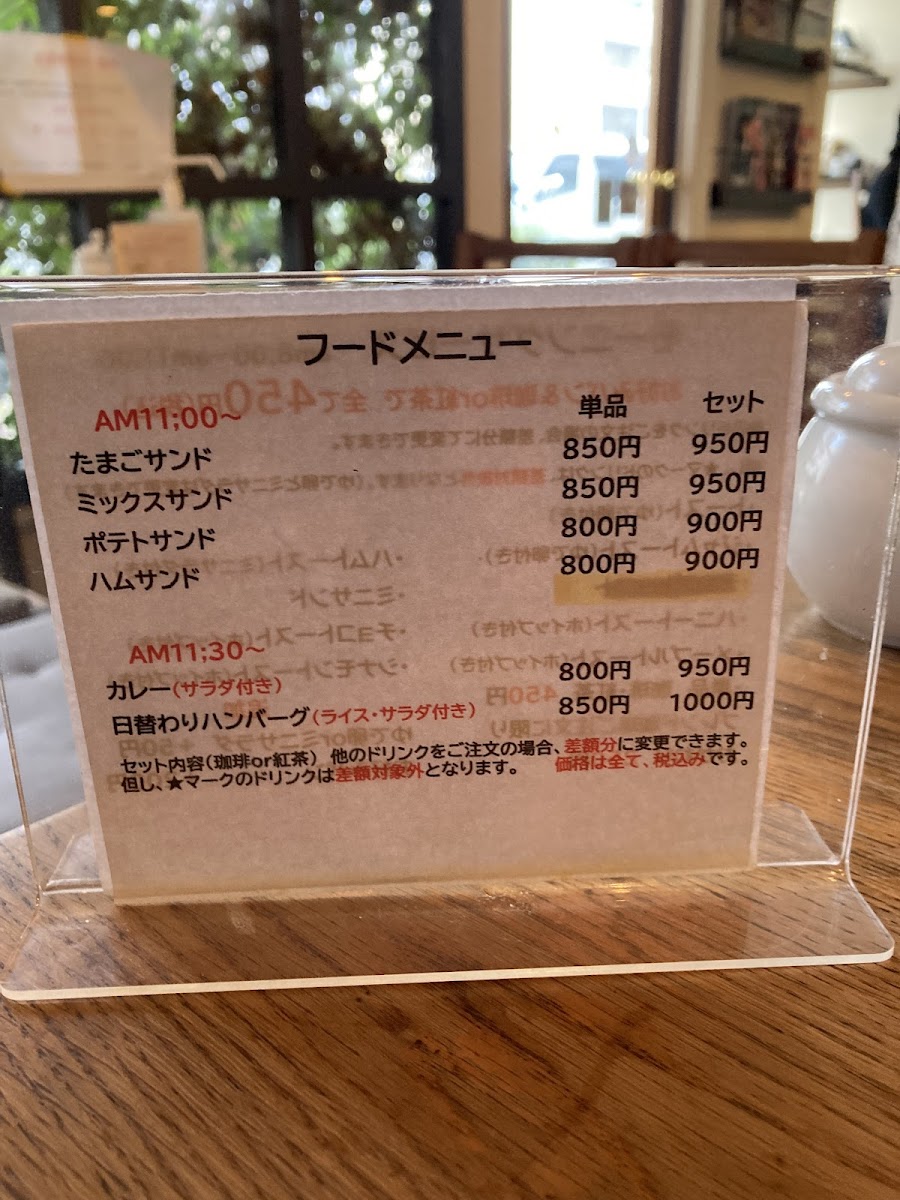 フードメニュー
AM11;00～ 単品 セット
たまごサンド 850円 950円
ミックスサンド 850円 950円
ポテトサンド 800円 900円
ハムサンド 800円 900円
AM11;30～
カレー(サラダ付き) 800円 950円
日替わりハンバーグ(ライス・サラダ付き) 850円 1000円
セット内容(珈琲or紅茶) 他のドリンクをご注文の場合、差額分に変更できます。
但し、★マークのドリンクは差額対象外となります。 価格は全て、税込みです。